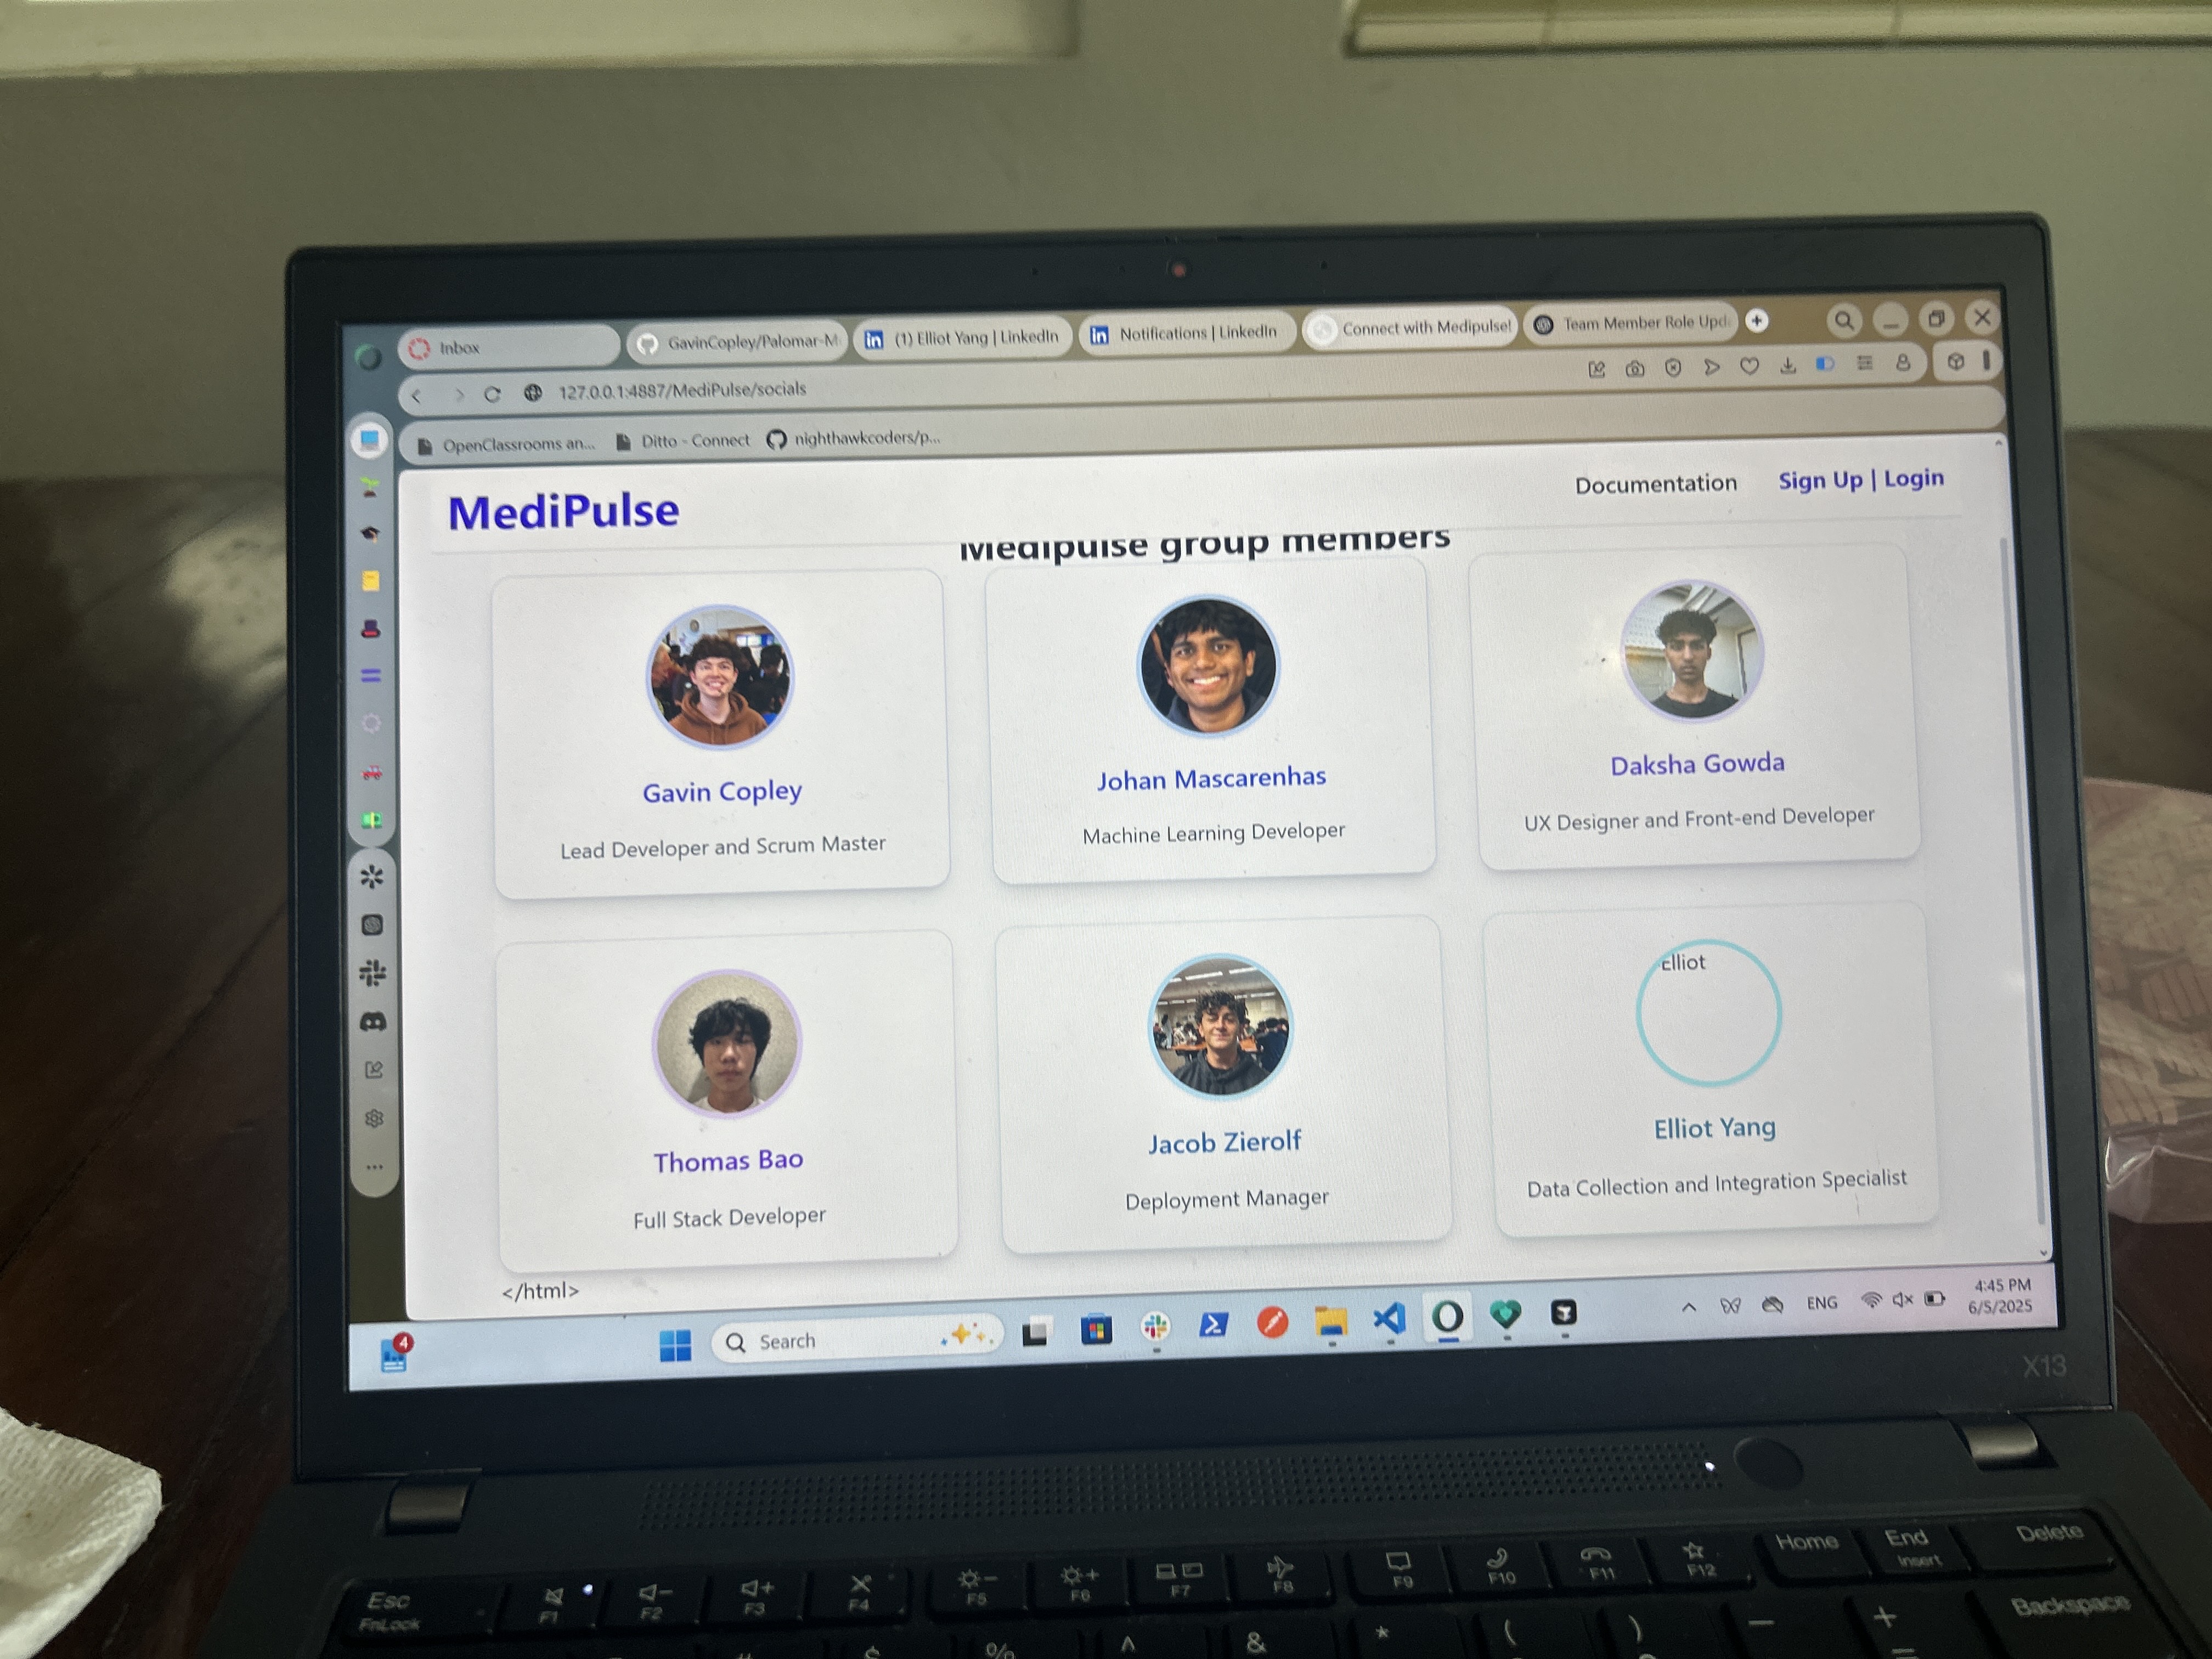 Inbox
GavinCopley/Palomar-M
(1) Elliot Yang | LinkedIn
Notifications | LinkedIn
Connect with Medipulse!
Team Member Role Upd
127.0.0.1:4887/MediPulse/socials
OpenClassrooms an...
Ditto - Connect
nighthawkcoders/p...
MediPulse
Documentation
Sign Up | Login
Medipulse group members
Gavin Copley
Lead Developer and Scrum Master
Johan Mascarenhas
Machine Learning Developer
Daksha Gowda
UX Designer and Front-end Developer
Thomas Bao
Full Stack Developer
Jacob Zierolf
Deployment Manager
Elliot
Elliot Yang
Data Collection and Integration Specialist
</html>
4
Search
ENG
4:45 PM
6/5/2025
X13
Esc
FnLock
F1
F2
F3
F4
F5
F6
F7
F8
F9
F10
F11
F12
Home
End
Insert
Delete
%
^
&
*
(
)
—
+
=
Backspace